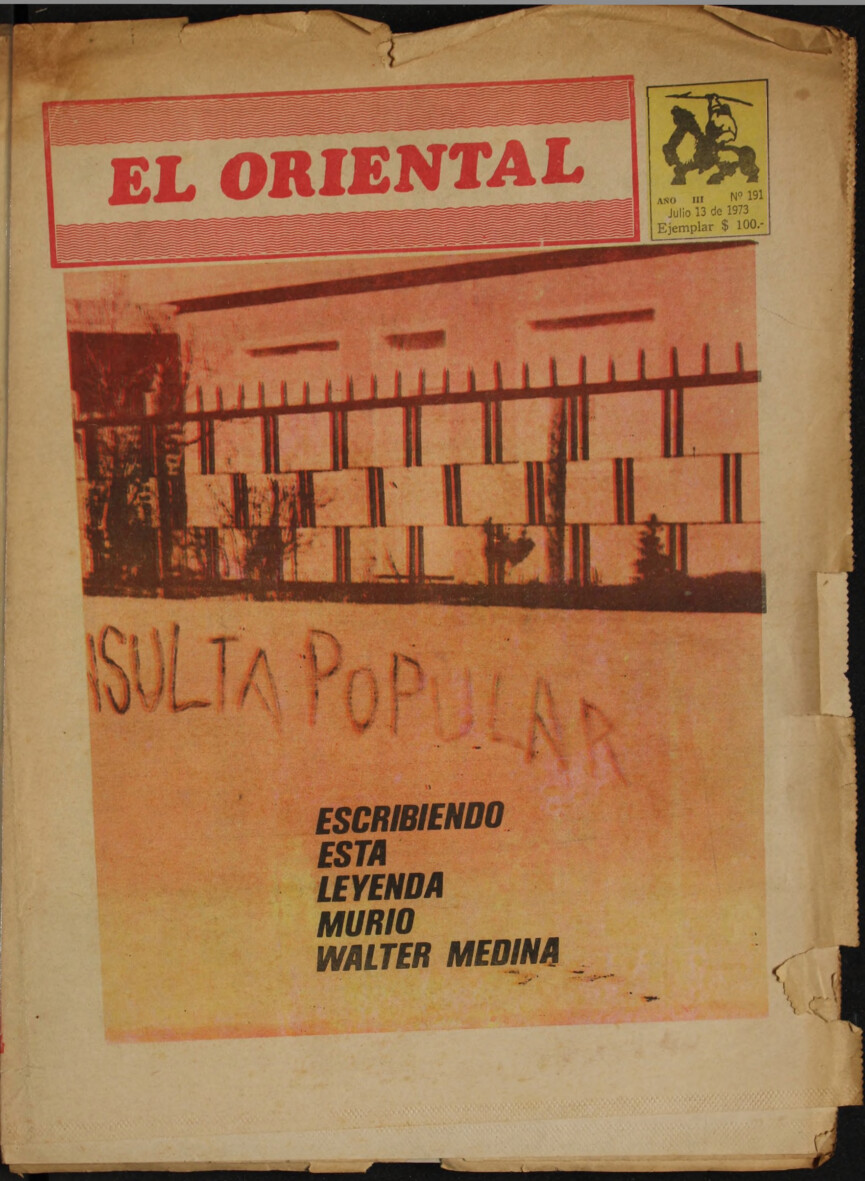 EL ORIENTAL
AÑO III Nº 191
Julio 13 de 1973
Ejemplar $ 100.-
NSULTA POPULAR
ESCRIBIENDO
ESTA
LEYENDA
MURIO
WALTER MEDINA